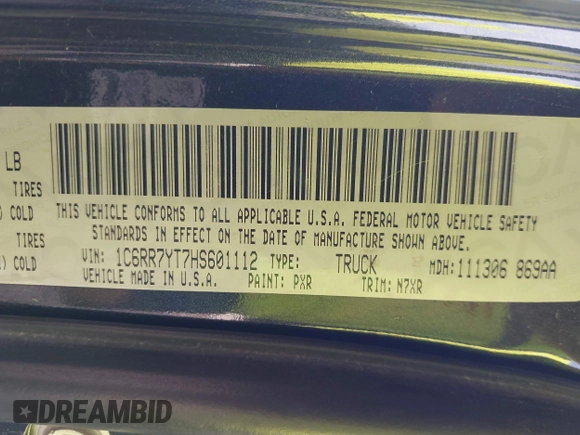 LB
TIRES
COLD
TIRES
COLD
THIS VEHICLE CONFORMS TO ALL APPLICABLE U.S.A. FEDERAL MOTOR VEHICLE SAFETY
STANDARDS IN EFFECT ON THE DATE OF MANUFACTURE SHOWN ABOVE.
VIN: 1C6RR7YT7HS601112 TYPE: TRUCK MDH:111306 869AA
VEHICLE MADE IN U.S.A. PAINT: PXR TRIM: N7XR
DREAMBID